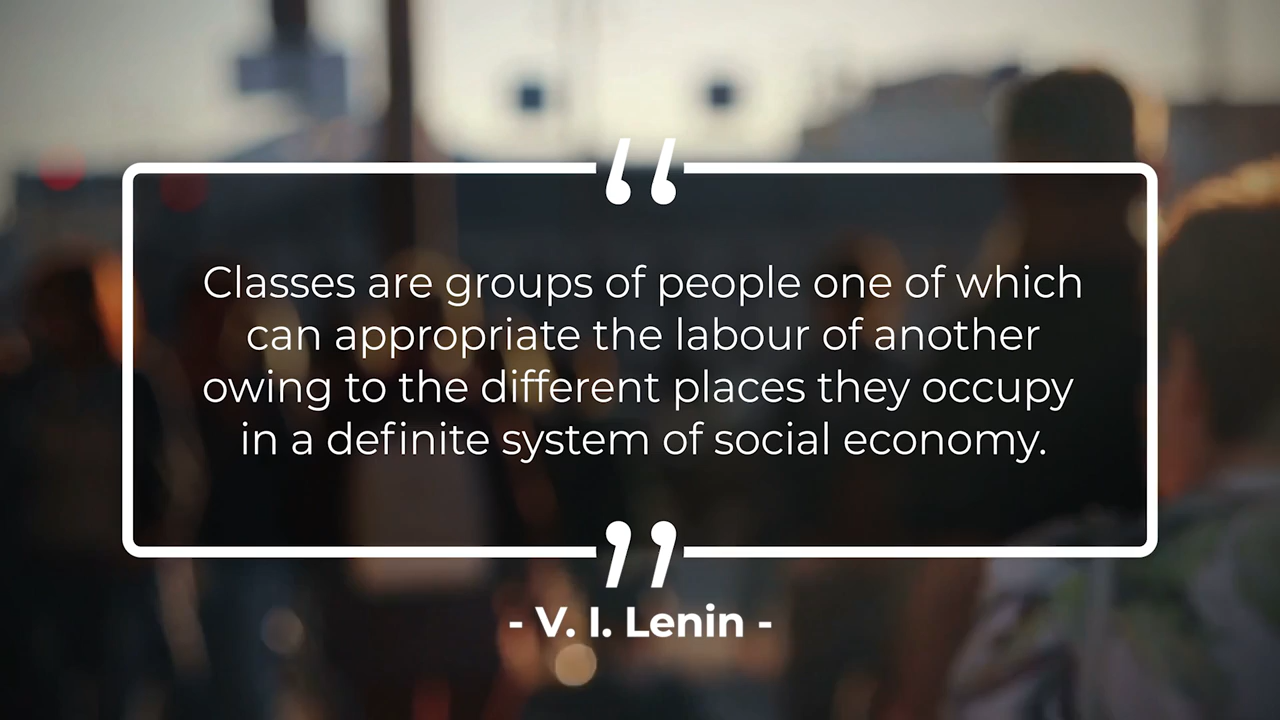 “
Classes are groups of people one of which
can appropriate the labour of another
owing to the different places they occupy
in a definite system of social economy.
”
- V. I. Lenin -